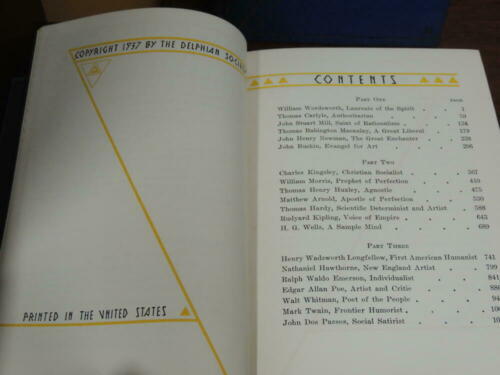 COPYRIGHT 1937 BY THE DELPHIAN SOCIETY
PRINTED IN THE UNITED STATES
CONTENTS
PART ONE
PAGE
William Wordsworth, Laureate of the Spirit . . 1
Thomas Carlyle, Authoritarian . . . . 59
John Stuart Mill, Saint of Rationalism . . . 124
Thomas Babington Macaulay, A Great Liberal . 179
John Henry Newman, The Great Enchanter . . 238
John Ruskin, Evangel for Art . . . . 296
PART TWO
Charles Kingsley, Christian Socialist . . . 367
William Morris, Prophet of Perfection . . . 410
Thomas Henry Huxley, Agnostic . . . 475
Matthew Arnold, Apostle of Perfection . . . 530
Thomas Hardy, Scientific Determinist and Artist . 588
Rudyard Kipling, Voice of Empire . . . 643
H. G. Wells, A Sample Mind . . . . 689
PART THREE
Henry Wadsworth Longfellow, First American Humanist 741
Nathaniel Hawthorne, New England Artist . . 799
Ralph Waldo Emerson, Individualist . . . 841
Edgar Allan Poe, Artist and Critic . . . 88
Walt Whitman, Poet of the People . . .
Mark Twain, Frontier Humorist . . . .
John Dos Passos, Social Satirist . . . .